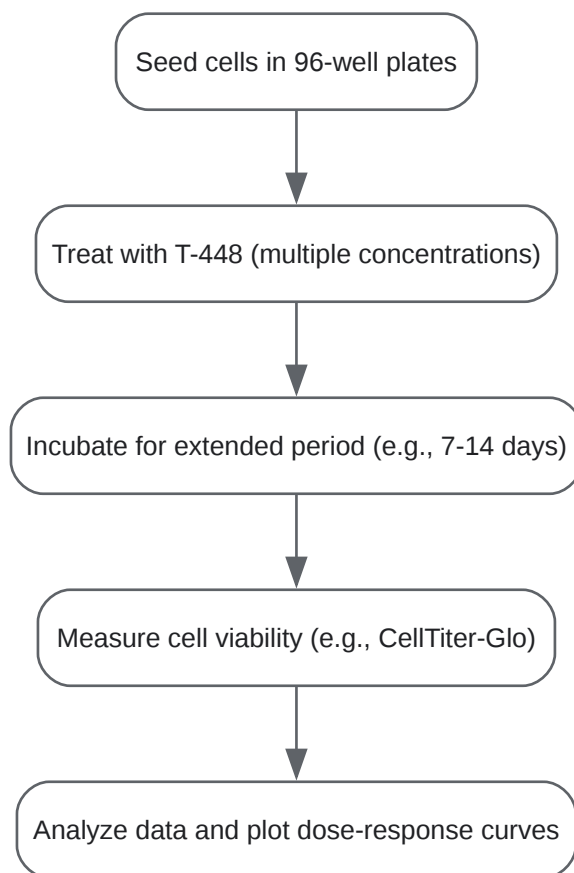 Seed cells in 96-well plates
Treat with T-448 (multiple concentrations)
Incubate for extended period (e.g., 7-14 days)
Measure cell viability (e.g., CellTiter-Glo)
Analyze data and plot dose-response curves